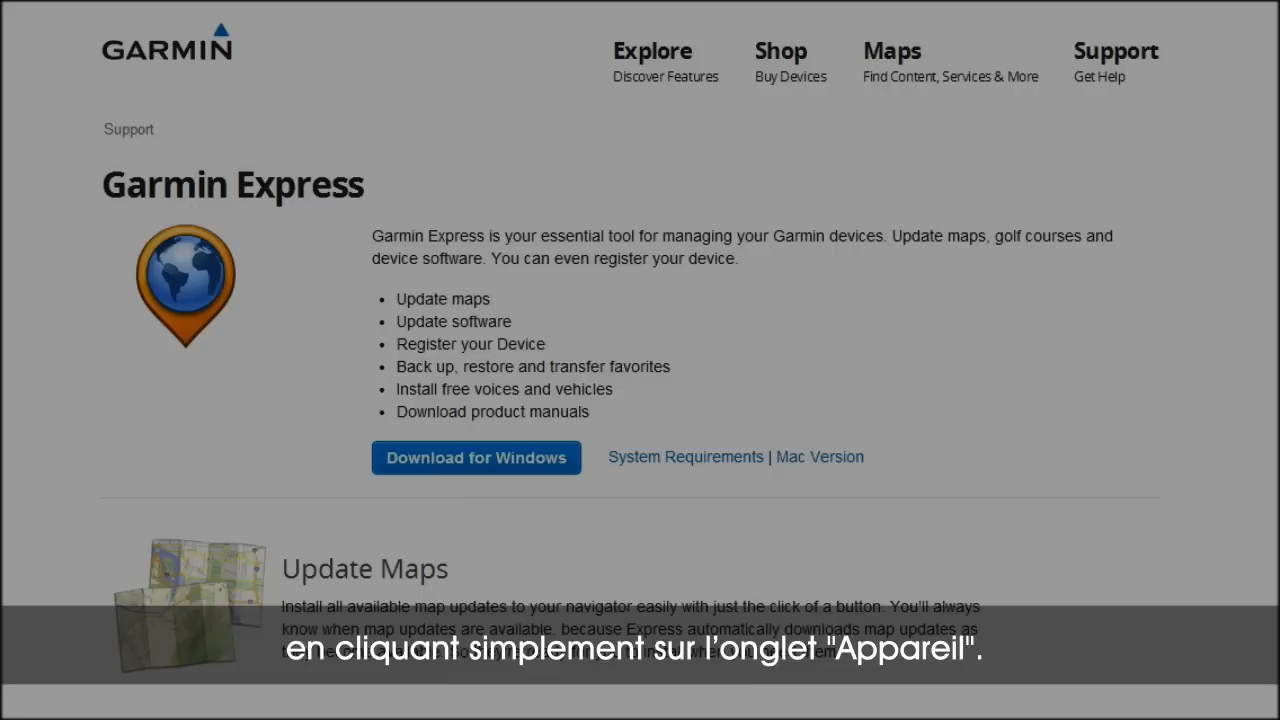 GARMIN
Explore
Discover Features
Shop
Buy Devices
Maps
Find Content, Services & More
Support
Get Help
Support
Garmin Express
Garmin Express is your essential tool for managing your Garmin devices. Update maps, golf courses and
device software. You can even register your device.
• Update maps
• Update software
• Register your Device
• Back up, restore and transfer favorites
• Install free voices and vehicles
• Download product manuals
Download for Windows
System Requirements | Mac Version
Update Maps
Install all available map updates to your navigator easily with just the click of a button. You'll always
know when map updates are available, because Express automatically downloads map updates as
en cliquant simplement sur l'onglet "Appareil".